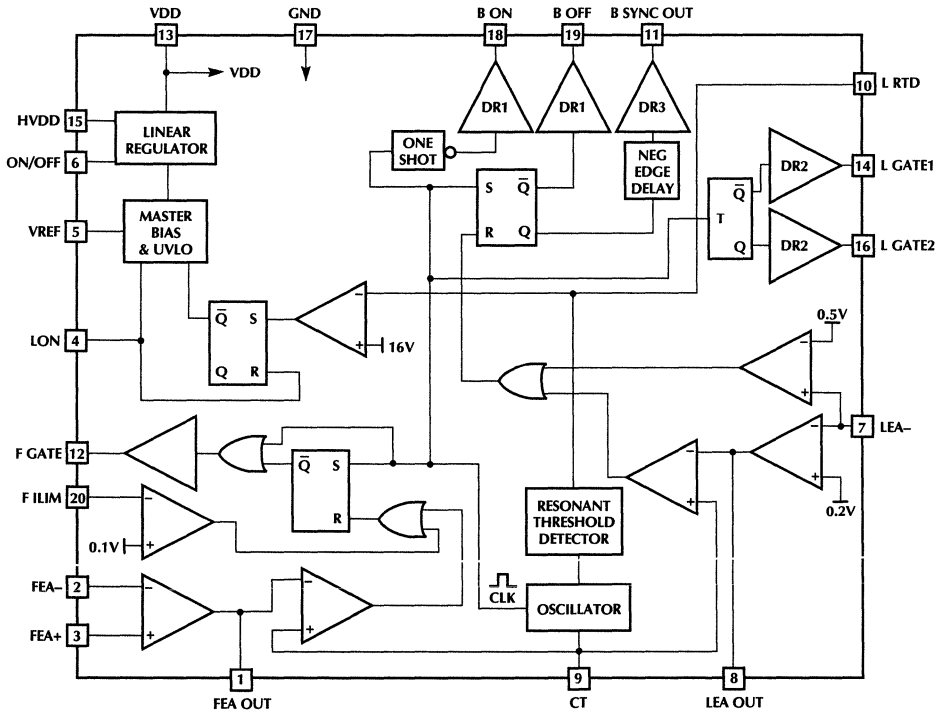 VDD
GND
B ON
B OFF
B SYNC OUT
13
17
18
19
11
VDD
10
L RTD
HVDD
15
LINEAR
REGULATOR
ON/OFF
6
DR1
DR1
DR3
ONE
SHOT
NEG
EDGE
DELAY
DR2
14
L GATE1
S
Q̅
R
Q
T
Q̅
Q
DR2
16
L GATE2
VREF
5
MASTER
BIAS
& UVLO
Q̅
S
Q
R
−
+
16V
LON
4
0.5V
−
+
7
LEA–
−
+
0.2V
F GATE
12
Q̅
S
R
−
+
F ILIM
20
−
+
0.1V
RESONANT
THRESHOLD
DETECTOR
FEA–
2
−
+
FEA+
3
−
+
CLK
OSCILLATOR
1
9
8
FEA OUT
CT
LEA OUT